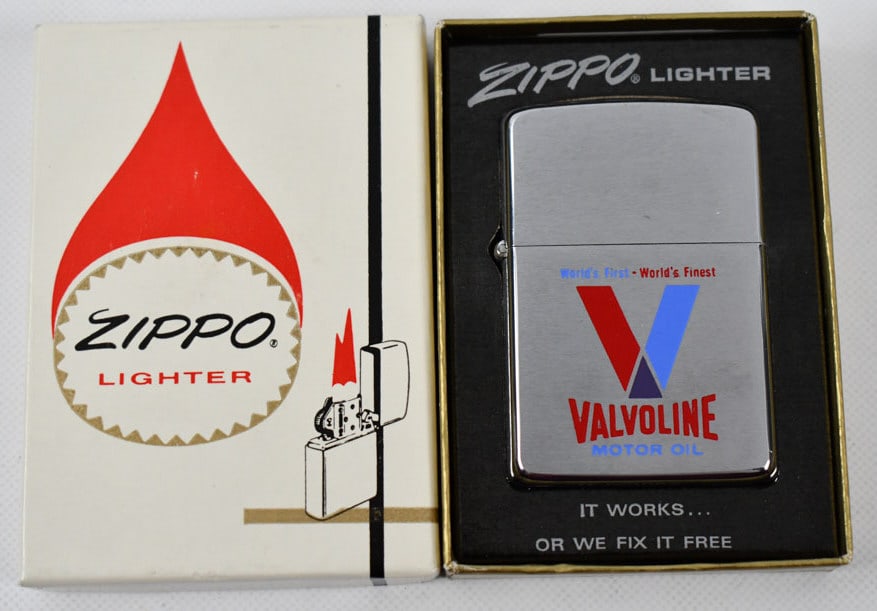 ZIPPO®
LIGHTER
ZIPPO® LIGHTER
World's First - World's Finest
V
VALVOLINE
MOTOR OIL
IT WORKS...
OR WE FIX IT FREE